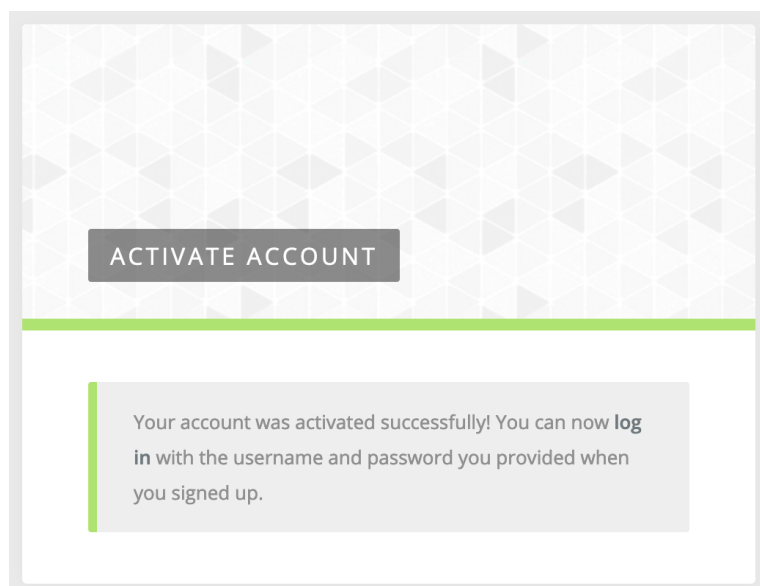 ACTIVATE ACCOUNT
Your account was activated successfully! You can now log
in with the username and password you provided when
you signed up.